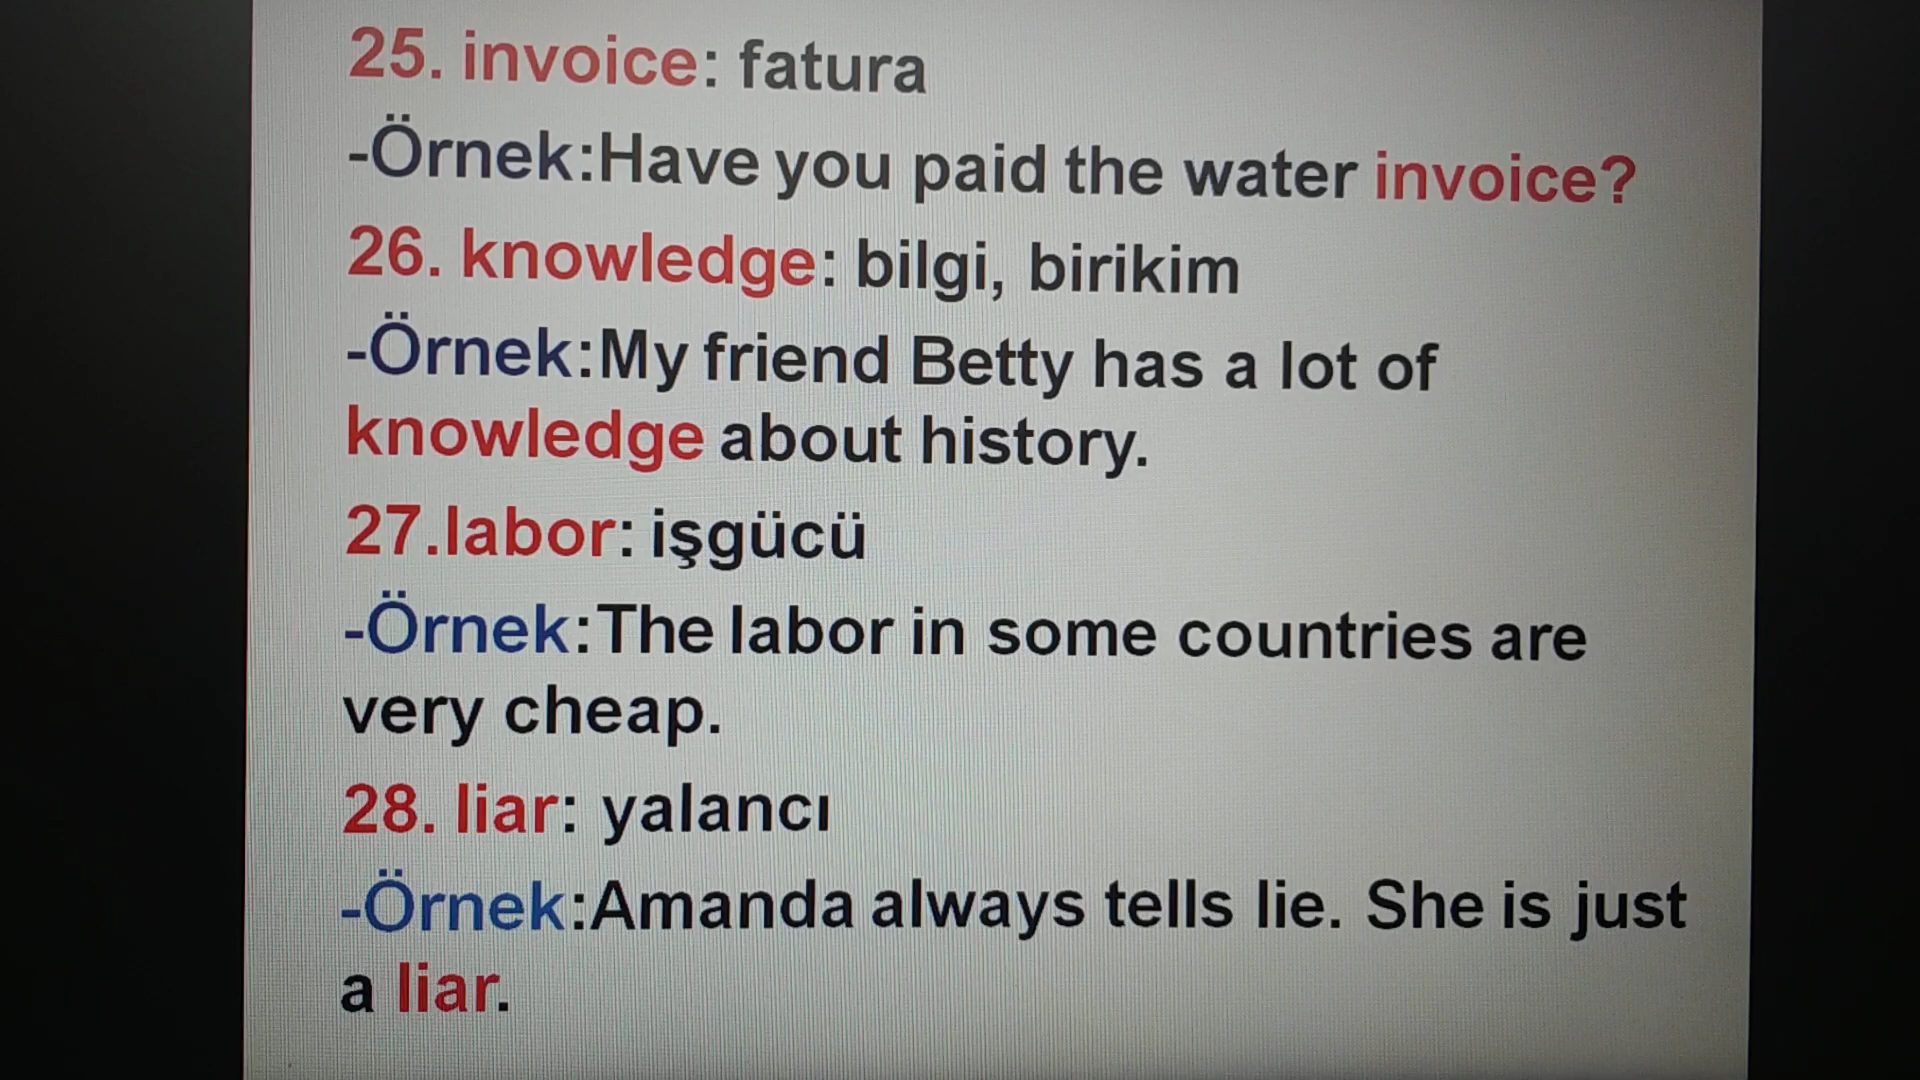 25. invoice: fatura
-Örnek:Have you paid the water invoice?
26. knowledge: bilgi, birikim
-Örnek:My friend Betty has a lot of
knowledge about history.
27.labor: işgücü
-Örnek:The labor in some countries are
very cheap.
28. liar: yalancı
-Örnek:Amanda always tells lie. She is just
a liar.